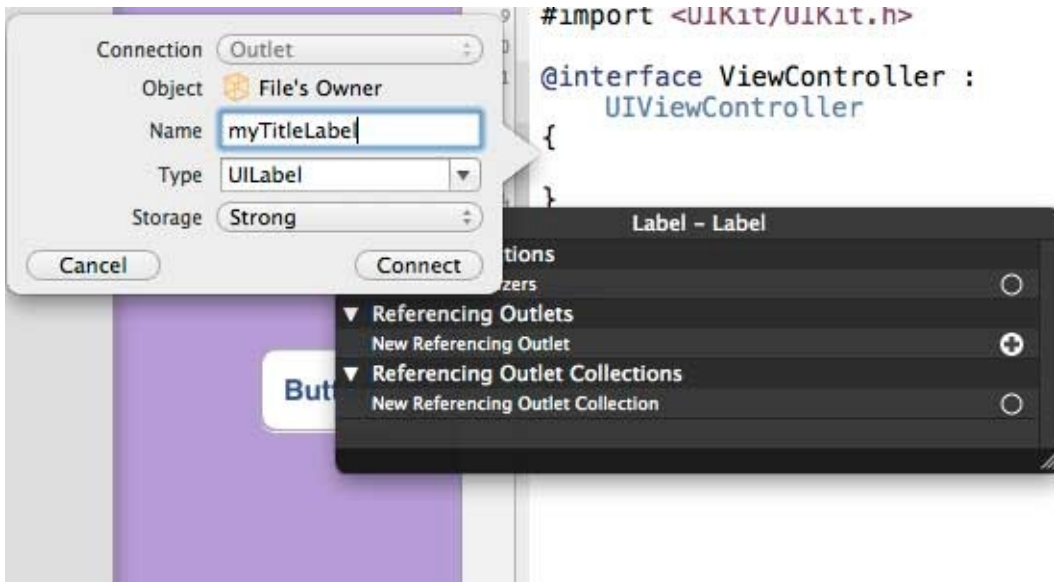 Connection Outlet
Object File's Owner
Name myTitleLabel
Type UILabel
Storage Strong
Cancel Connect
9
#import <UIKit/UIKit.h>
@interface ViewController :
UIViewController
{
}
Label – Label
tions
zers
Referencing Outlets
New Referencing Outlet
Referencing Outlet Collections
New Referencing Outlet Collection
Butt